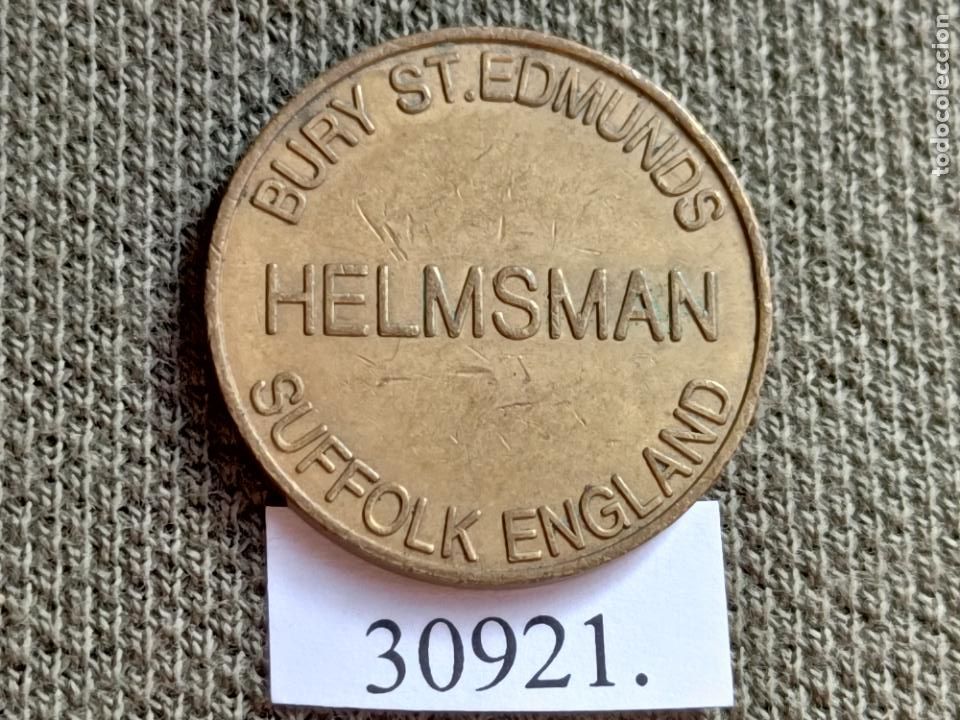 BURY ST. EDMUNDS
HELMSMAN
SUFFOLK ENGLAND
30921.
todocoleccion